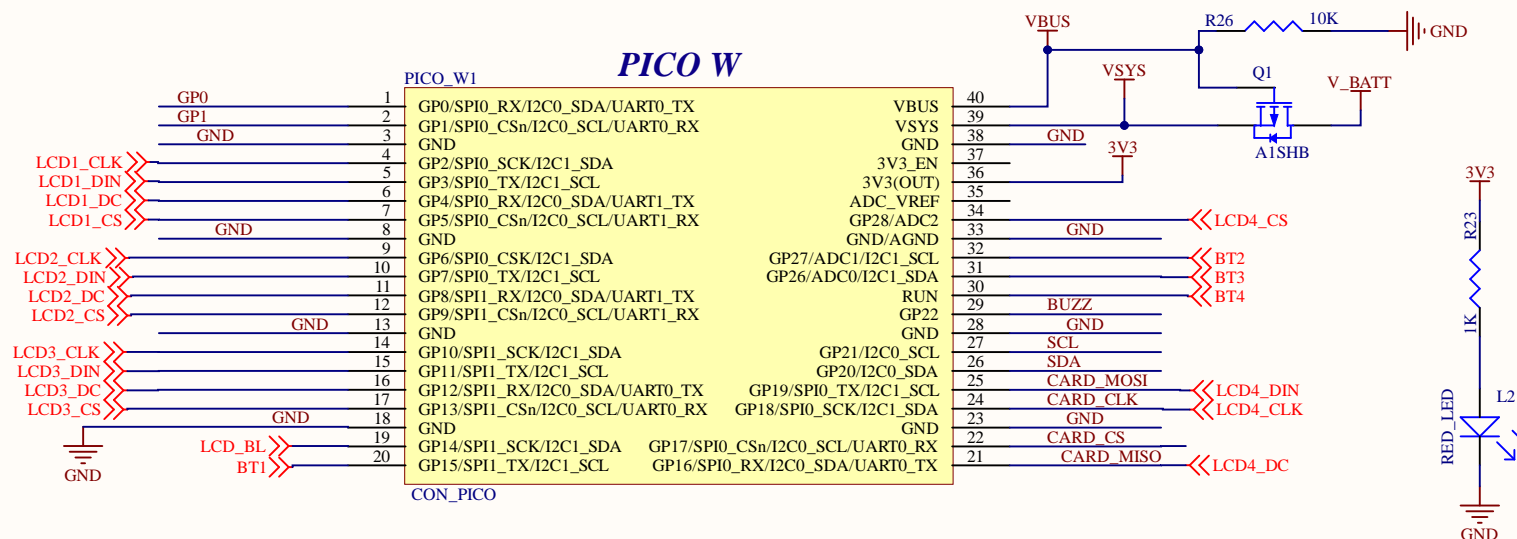 PICO W
PICO_W1
GP0 1 GP0/SPI0_RX/I2C0_SDA/UART0_TX
GP1 2 GP1/SPI0_CSn/I2C0_SCL/UART0_RX
GND 3 GND
LCD1_CLK 4 GP2/SPI0_SCK/I2C1_SDA
LCD1_DIN 5 GP3/SPI0_TX/I2C1_SCL
LCD1_DC 6 GP4/SPI0_RX/I2C0_SDA/UART1_TX
LCD1_CS 7 GP5/SPI0_CSn/I2C0_SCL/UART1_RX
GND 8 GND
LCD2_CLK 9 GP6/SPI0_CSK/I2C1_SDA
LCD2_DIN 10 GP7/SPI0_TX/I2C1_SCL
LCD2_DC 11 GP8/SPI1_RX/I2C0_SDA/UART1_TX
LCD2_CS 12 GP9/SPI1_CSn/I2C0_SCL/UART1_RX
GND 13 GND
LCD3_CLK 14 GP10/SPI1_SCK/I2C1_SDA
LCD3_DIN 15 GP11/SPI1_TX/I2C1_SCL
LCD3_DC 16 GP12/SPI1_RX/I2C0_SDA/UART0_TX
LCD3_CS 17 GP13/SPI1_CSn/I2C0_SCL/UART0_RX
GND 18 GND
LCD_BL 19 GP14/SPI1_SCK/I2C1_SDA
BT1 20 GP15/SPI1_TX/I2C1_SCL
GND
CON_PICO
VBUS 40
VSYS 39
GND 38 GND
3V3_EN 37
3V3(OUT) 36
ADC_VREF 35
GP28/ADC2 34 LCD4_CS
GND/AGND 33 GND
GP27/ADC1/I2C1_SCL 32 BT2
GP26/ADC0/I2C1_SDA 31 BT3
RUN 30 BT4
GP22 29 BUZZ
GND 28 GND
GP21/I2C0_SCL 27 SCL
GP20/I2C0_SDA 26 SDA
GP19/SPI0_TX/I2C1_SCL 25 CARD_MOSI LCD4_DIN
GP18/SPI0_SCK/I2C1_SDA 24 CARD_CLK LCD4_CLK
GND 23 GND
GP17/SPI0_CSn/I2C0_SCL/UART0_RX 22 CARD_CS
GP16/SPI0_RX/I2C0_SDA/UART0_TX 21 CARD_MISO LCD4_DC
VBUS
R26 10K
GND
VSYS
Q1
V_BATT
A1SHB
3V3
3V3
R23
1K
RED_LED
L2
GND